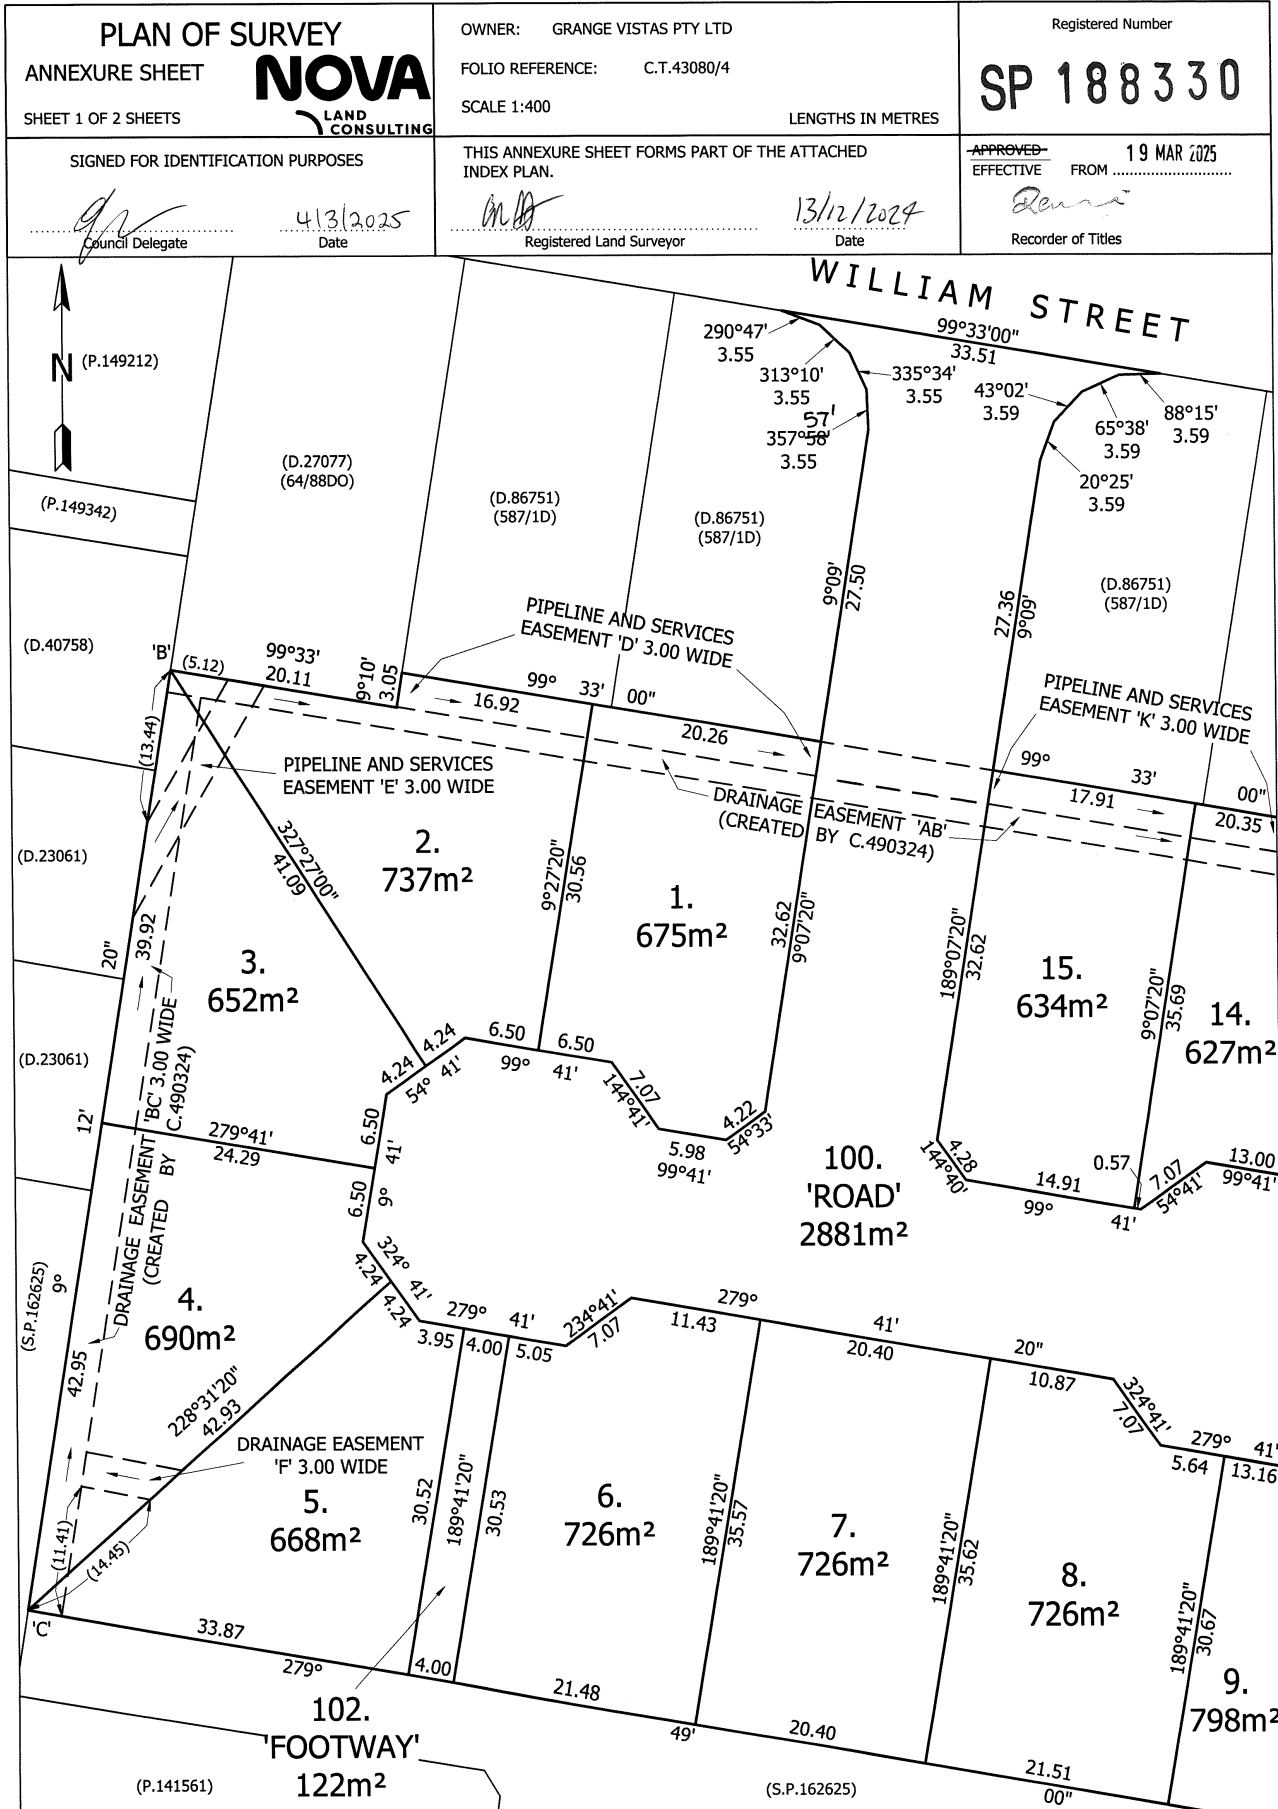 PLAN OF SURVEY
ANNEXURE SHEET
NOVA
LAND
CONSULTING
SHEET 1 OF 2 SHEETS
OWNER: GRANGE VISTAS PTY LTD
FOLIO REFERENCE: C.T.43080/4
SCALE 1:400
LENGTHS IN METRES
Registered Number
SP 188330
SIGNED FOR IDENTIFICATION PURPOSES
4/3/2025
Council Delegate
Date
THIS ANNEXURE SHEET FORMS PART OF THE ATTACHED
INDEX PLAN.
13/12/2024
Registered Land Surveyor
Date
APPROVED
EFFECTIVE FROM 19 MAR 2025
Recorder of Titles
WILLIAM STREET
N
(P.149212)
(P.149342)
(D.40758)
(D.23061)
(D.23061)
(S.P.162625)
(D.27077)
(64/88DO)
(D.86751)
(587/1D)
(D.86751)
(587/1D)
(D.86751)
(587/1D)
290°47'
3.55
313°10'
3.55
335°34'
3.55
57'
357°58'
3.55
99°33'00"
33.51
43°02'
3.59
65°38'
3.59
88°15'
3.59
20°25'
3.59
9°09'
27.50
27.36
9°09'
PIPELINE AND SERVICES
EASEMENT 'D' 3.00 WIDE
PIPELINE AND SERVICES
EASEMENT 'K' 3.00 WIDE
'B'
(5.12)
99°33'
20.11
9°10'
3.05
99° 33' 00"
16.92
20.26
99° 33' 00"
17.91
20.35
(13.44)
PIPELINE AND SERVICES
EASEMENT 'E' 3.00 WIDE
DRAINAGE EASEMENT 'AB'
(CREATED BY C.490324)
327°27'00"
41.09
2.
737m²
9°27'20"
30.56
1.
675m²
32.62
9°07'20"
189°07'20"
32.62
15.
634m²
9°07'20"
35.69
14.
627m²
20"
39.92
3.
652m²
DRAINAGE EASEMENT 'BC' 3.00 WIDE
(CREATED BY C.490324)
4.24
4.24
54° 41'
6.50
6.50
99° 41'
7.07
144°41'
5.98
99°41'
4.22
54°33'
12'
279°41'
24.29
6.50
41'
6.50
9°
100.
'ROAD'
2881m²
4.28
144°40'
14.91
99° 41'
0.57
7.07
54°41'
13.00
99°41'
9°
42.95
4.
690m²
324° 41'
4.24
4.24
279° 41'
3.95
4.00
5.05
234°41'
7.07
279° 41' 20"
11.43
20.40
10.87
324°41'
7.07
279° 41'
5.64
13.16
228°31'20"
42.93
DRAINAGE EASEMENT
'F' 3.00 WIDE
(11.41)
(14.45)
5.
668m²
30.52
189°41'20"
30.53
6.
726m²
189°41'20"
35.57
7.
726m²
189°41'20"
35.62
8.
726m²
189°41'20"
30.67
9.
798m²
'C'
33.87
279°
4.00
21.48
49'
20.40
21.51
00"
102.
'FOOTWAY'
122m²
(P.141561)
(S.P.162625)